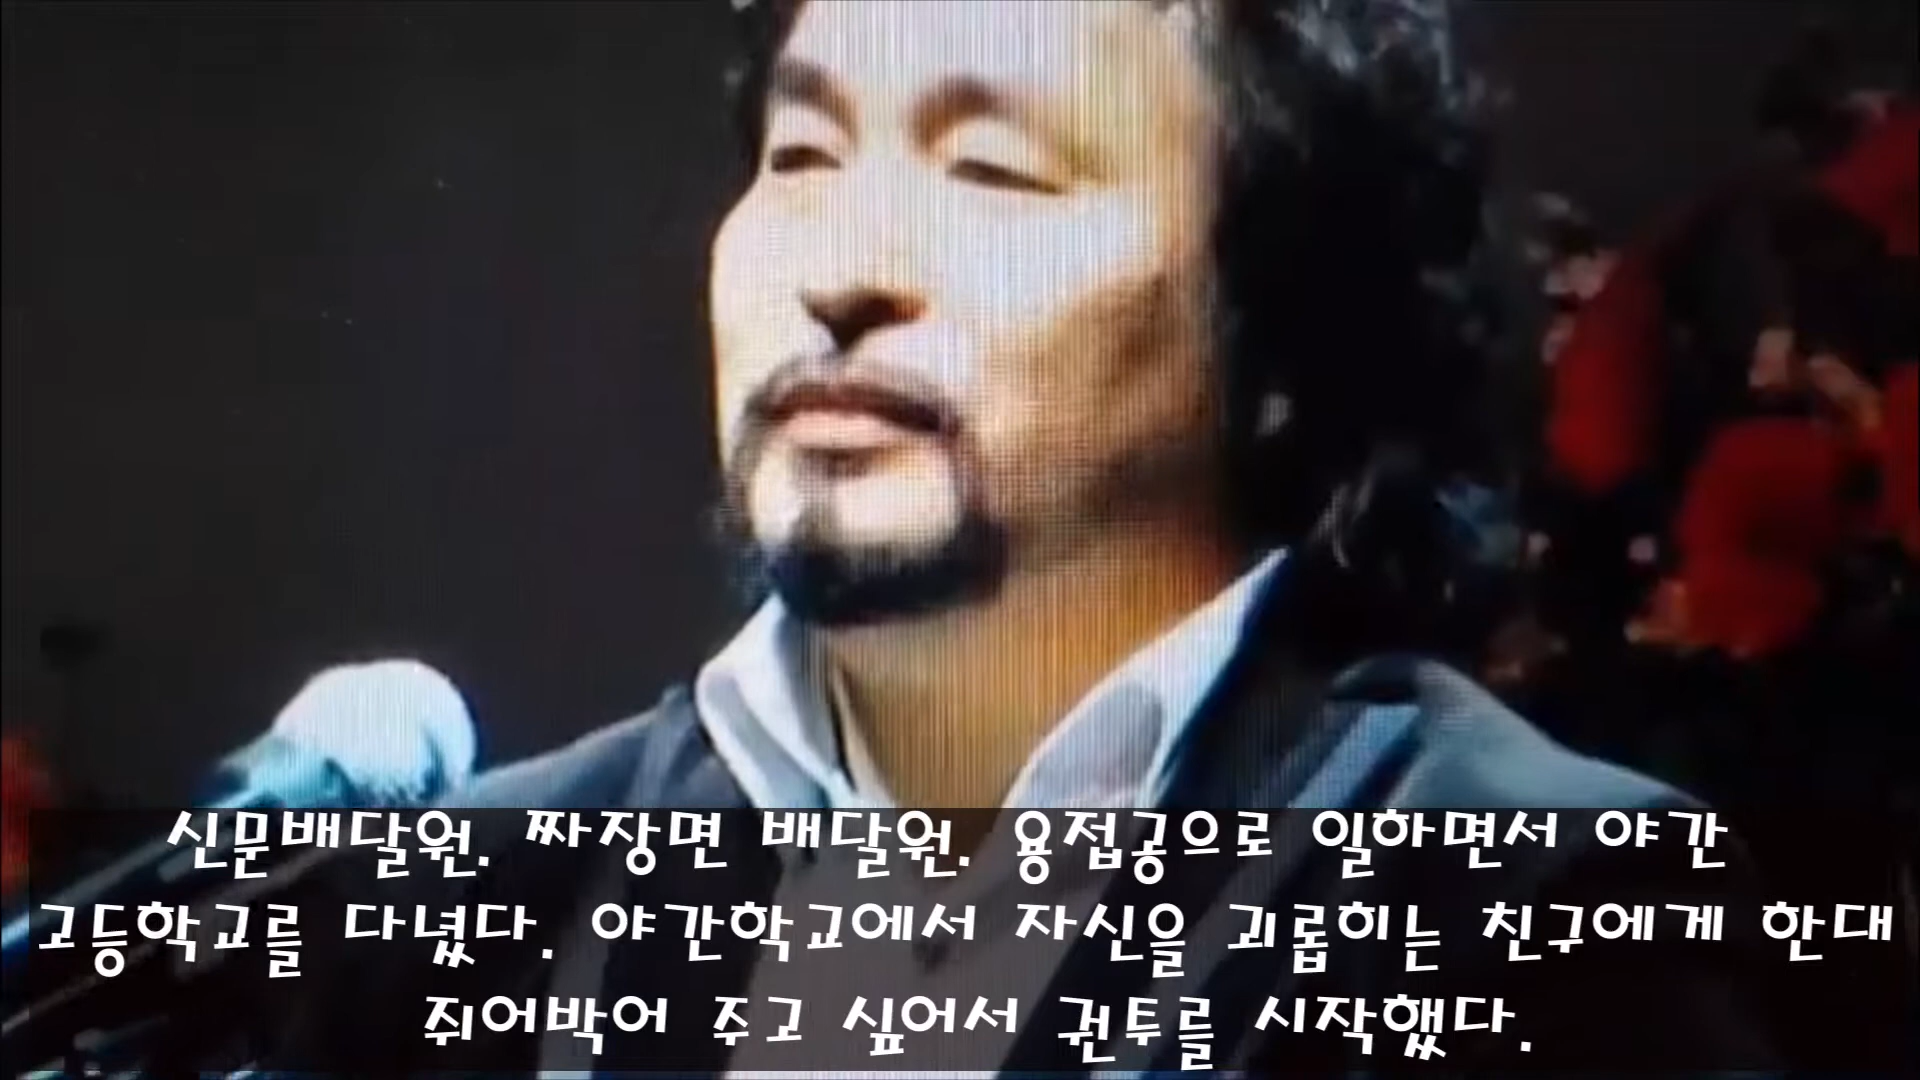 신문배달원. 짜장면 배달원. 용접공으로 일하면서 야간
고등학교를 다녔다. 야간학교에서 자신을 괴롭히는 친구에게 한대
쥐어박어 주고 싶어서 권투를 시작했다.